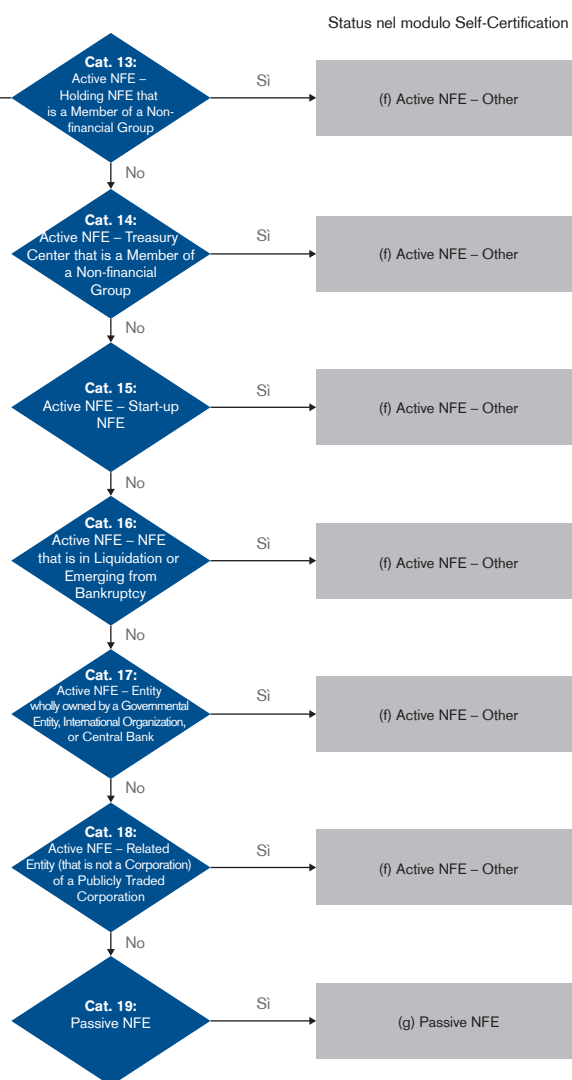 Status nel modulo Self-Certification
Cat. 13:
Active NFE –
Holding NFE that
is a Member of a Non-
financial Group
Sì
(f) Active NFE – Other
No
Cat. 14:
Active NFE – Treasury
Center that is a Member of
a Non-financial
Group
Sì
(f) Active NFE – Other
No
Cat. 15:
Active NFE – Start-up
NFE
Sì
(f) Active NFE – Other
No
Cat. 16:
Active NFE – NFE
that is in Liquidation or
Emerging from
Bankruptcy
Sì
(f) Active NFE – Other
No
Cat. 17:
Active NFE – Entity
wholly owned by a Governmental
Entity, International Organization,
or Central Bank
Sì
(f) Active NFE – Other
No
Cat. 18:
Active NFE – Related
Entity (that is not a Corporation)
of a Publicly Traded
Corporation
Sì
(f) Active NFE – Other
No
Cat. 19:
Passive NFE
Sì
(g) Passive NFE